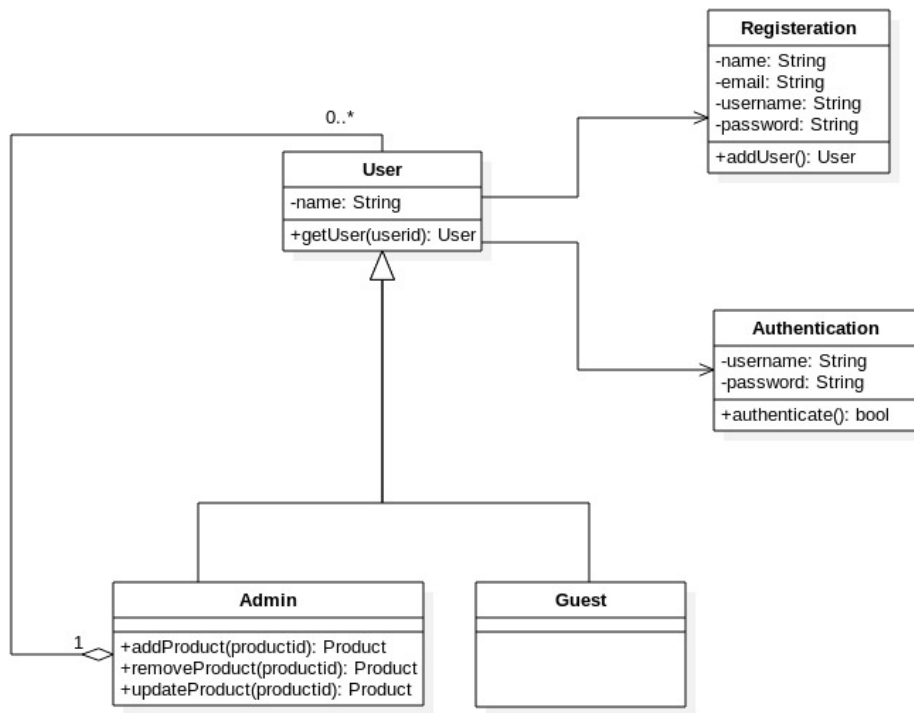 Registeration
-name: String
-email: String
-username: String
-password: String
+addUser(): User
0..*
User
-name: String
+getUser(userid): User
Authentication
-username: String
-password: String
+authenticate(): bool
Admin
+addProduct(productid): Product
+removeProduct(productid): Product
+updateProduct(productid): Product
1
Guest